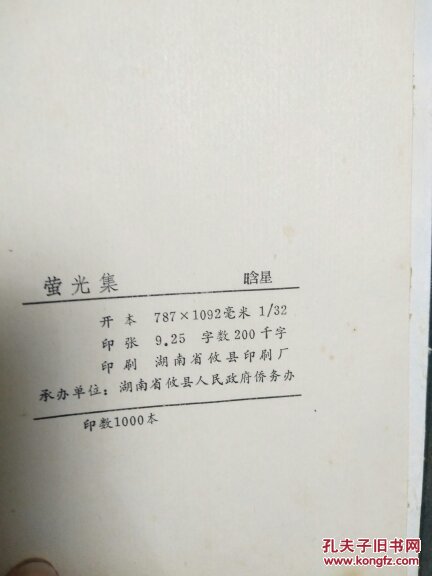 萤光集 晗星
开本 787×1092毫米 1/32
印张 9.25 字数200千字
印刷 湖南省攸县印刷厂
承办单位：湖南省攸县人民政府侨务办
印数1000本
孔夫子旧书网
www.kongfz.com